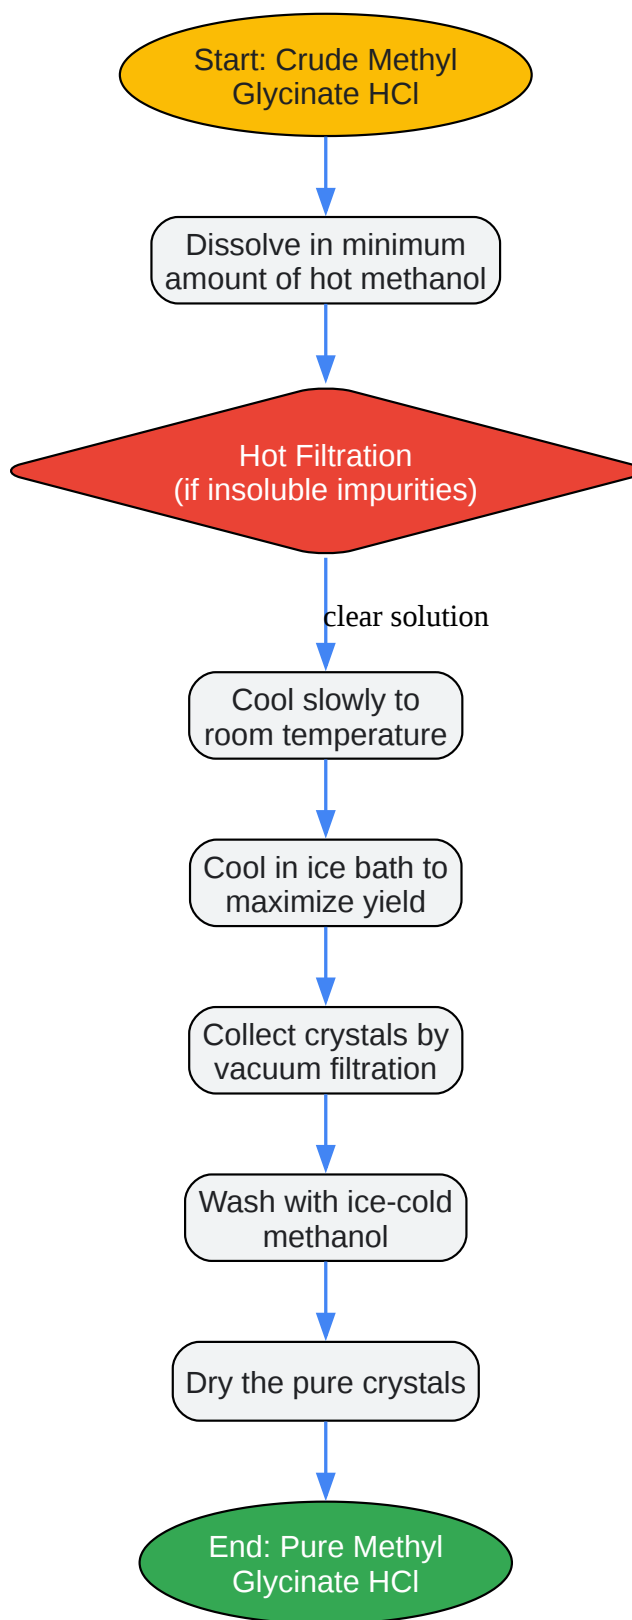 Start: Crude Methyl
Glycinate HCl
Dissolve in minimum
amount of hot methanol
Hot Filtration
(if insoluble impurities)
clear solution
Cool slowly to
room temperature
Cool in ice bath to
maximize yield
Collect crystals by
vacuum filtration
Wash with ice-cold
methanol
Dry the pure crystals
End: Pure Methyl
Glycinate HCl